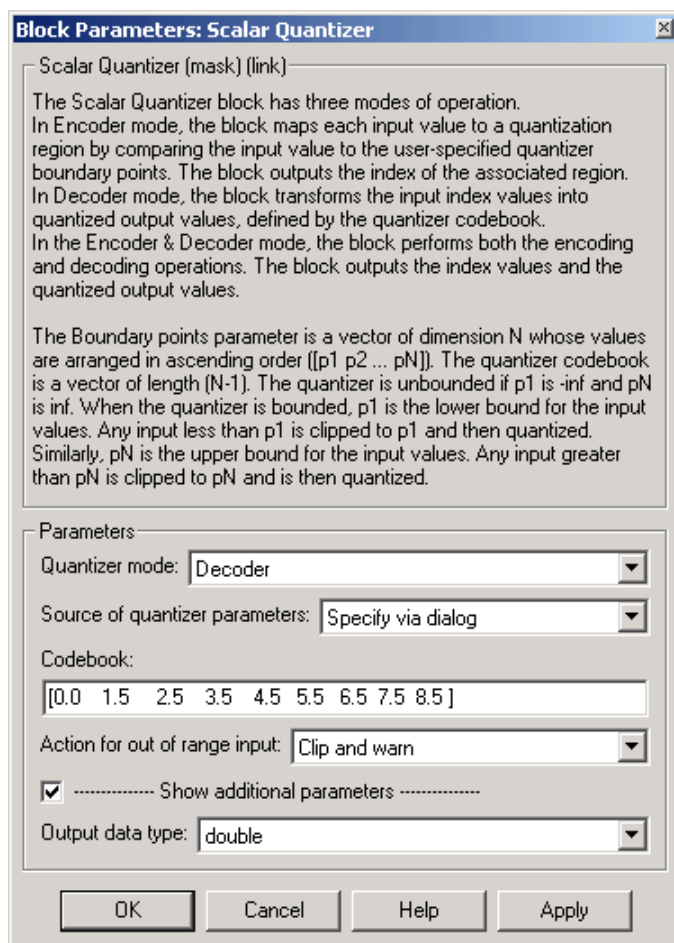 Block Parameters: Scalar Quantizer
Scalar Quantizer (mask) (link)
The Scalar Quantizer block has three modes of operation.
In Encoder mode, the block maps each input value to a quantization
region by comparing the input value to the user-specified quantizer
boundary points. The block outputs the index of the associated region.
In Decoder mode, the block transforms the input index values into
quantized output values, defined by the quantizer codebook.
In the Encoder & Decoder mode, the block performs both the encoding
and decoding operations. The block outputs the index values and the
quantized output values.
The Boundary points parameter is a vector of dimension N whose values
are arranged in ascending order ([p1 p2 ... pN]). The quantizer codebook
is a vector of length (N-1). The quantizer is unbounded if p1 is -inf and pN
is inf. When the quantizer is bounded, p1 is the lower bound for the input
values. Any input less than p1 is clipped to p1 and then quantized.
Similarly, pN is the upper bound for the input values. Any input greater
than pN is clipped to pN and is then quantized.
Parameters
Quantizer mode: Decoder
Source of quantizer parameters: Specify via dialog
Codebook:
[0.0 1.5 2.5 3.5 4.5 5.5 6.5 7.5 8.5 ]
Action for out of range input: Clip and warn
--------------- Show additional parameters ---------------
Output data type: double
OK Cancel Help Apply